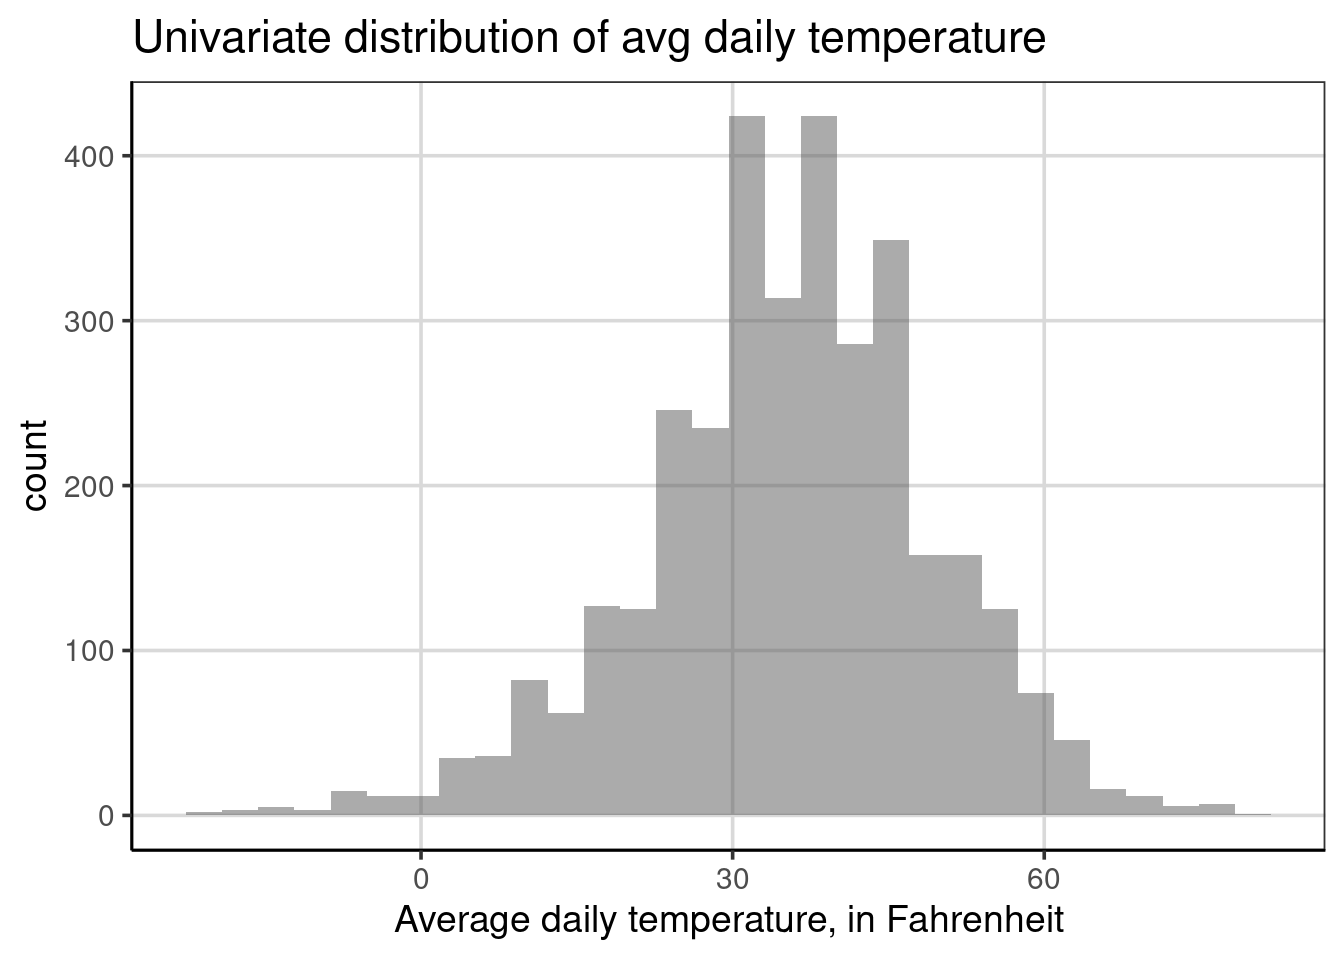 Univariate distribution of avg daily temperature
400
300
200
100
0
count
0 30 60
Average daily temperature, in Fahrenheit